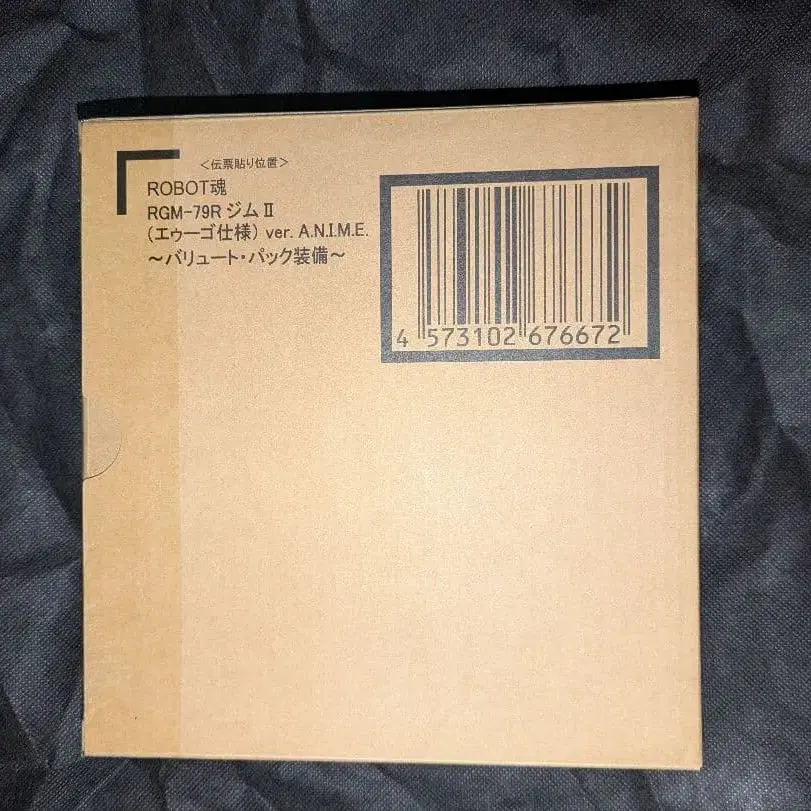 ＜伝票貼り位置＞
ROBOT魂
RGM-79R ジムⅡ
（エゥーゴ仕様）ver. A.N.I.M.E.
～バリュート・パック装備～
4 573102 676672